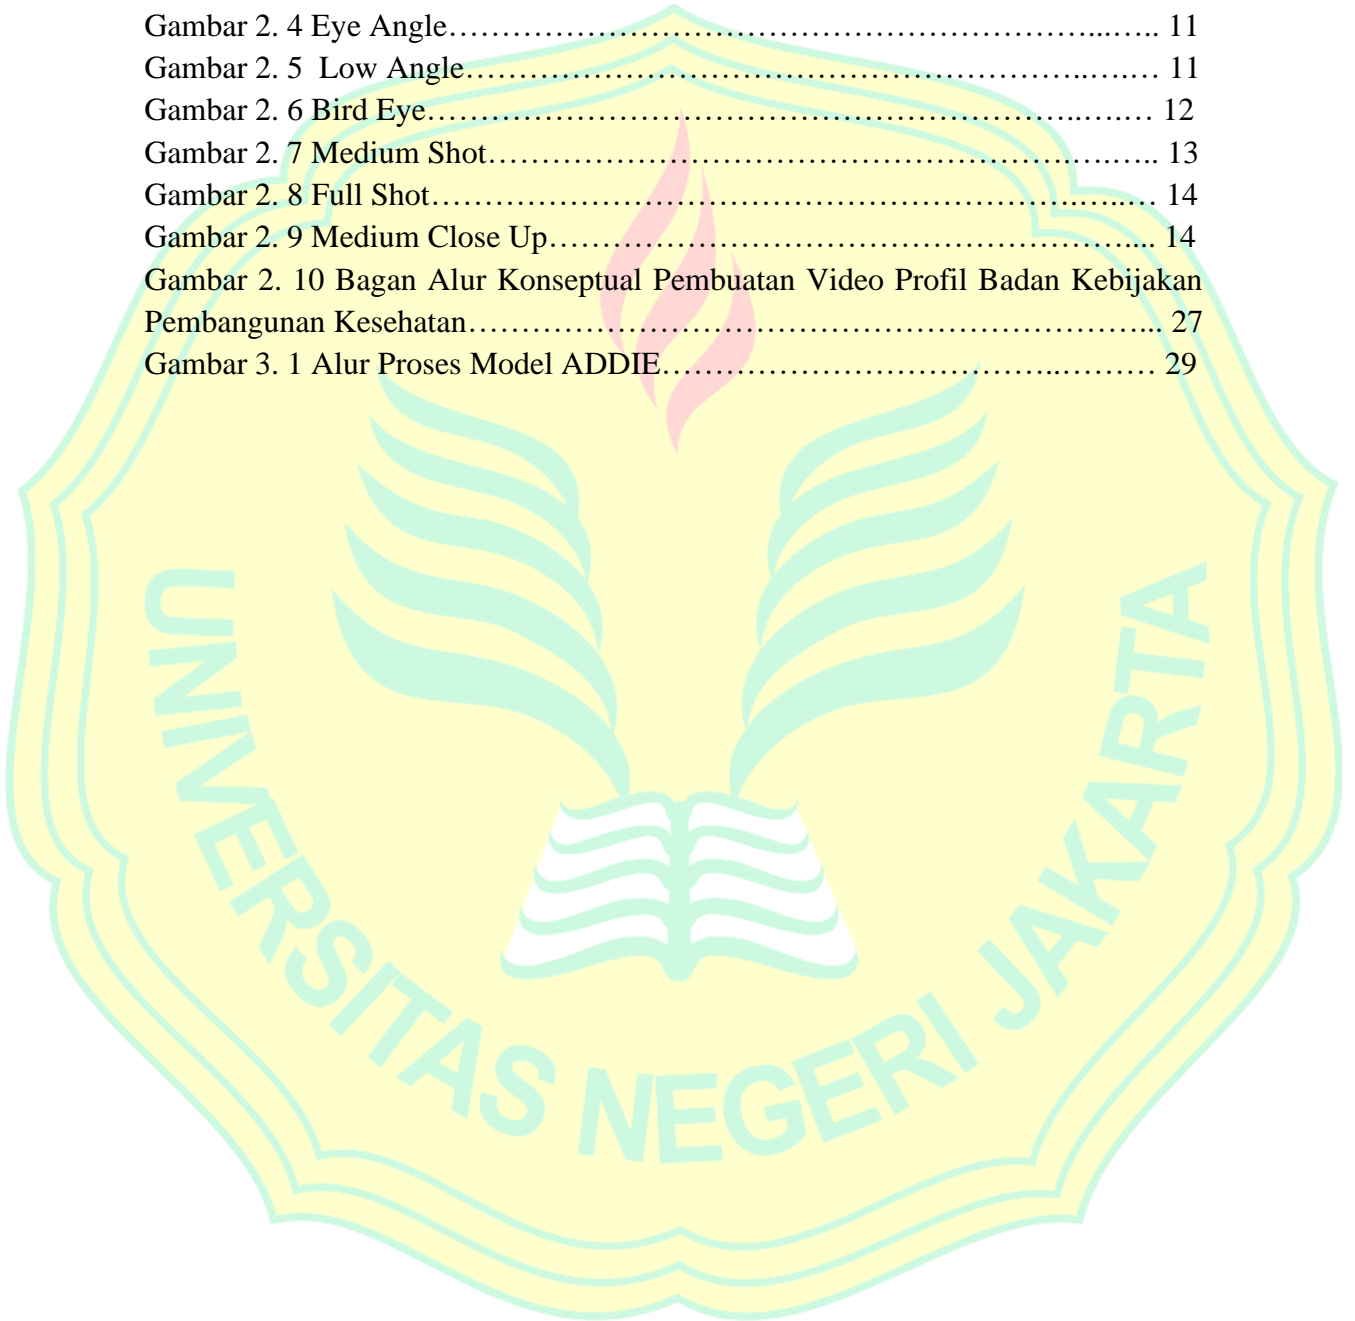 Gambar 2. 4 Eye Angle…………………………………………………………...….. 11
Gambar 2. 5  Low Angle………………………………………………………..….… 11
Gambar 2. 6 Bird Eye…………………………………………………………..….… 12
Gambar 2. 7 Medium Shot…………………………………………………….….….. 13
Gambar 2. 8 Full Shot………………………………………………………….….… 14
Gambar 2. 9 Medium Close Up…………………………………………………... 14
Gambar 2. 10 Bagan Alur Konseptual Pembuatan Video Profil Badan Kebijakan
Pembangunan Kesehatan……………………………………………………………... 27
Gambar 3. 1 Alur Proses Model ADDIE………………………………..……… 29
UNIVERSITAS NEGERI JAKARTA